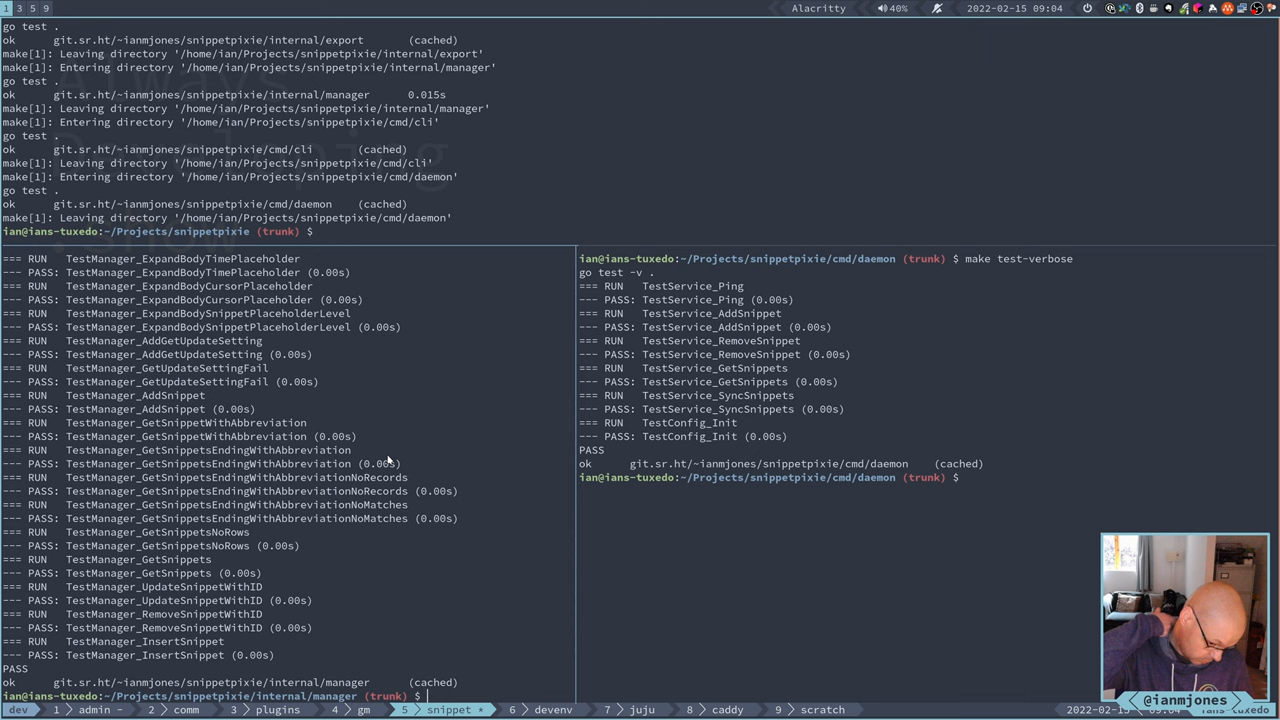 1 3 5 9 Alacritty 40% 2022-02-15 09:04
go test .
ok git.sr.ht/~ianmjones/snippetpixie/internal/export (cached)
make[1]: Leaving directory '/home/ian/Projects/snippetpixie/internal/export'
make[1]: Entering directory '/home/ian/Projects/snippetpixie/internal/manager'
go test .
ok git.sr.ht/~ianmjones/snippetpixie/internal/manager 0.015s
make[1]: Leaving directory '/home/ian/Projects/snippetpixie/internal/manager'
make[1]: Entering directory '/home/ian/Projects/snippetpixie/cmd/cli'
go test .
ok git.sr.ht/~ianmjones/snippetpixie/cmd/cli (cached)
make[1]: Leaving directory '/home/ian/Projects/snippetpixie/cmd/cli'
make[1]: Entering directory '/home/ian/Projects/snippetpixie/cmd/daemon'
go test .
ok git.sr.ht/~ianmjones/snippetpixie/cmd/daemon (cached)
make[1]: Leaving directory '/home/ian/Projects/snippetpixie/cmd/daemon'
ian@ians-tuxedo:~/Projects/snippetpixie (trunk) $
=== RUN TestManager_ExpandBodyTimePlaceholder
--- PASS: TestManager_ExpandBodyTimePlaceholder (0.00s)
=== RUN TestManager_ExpandBodyCursorPlaceholder
--- PASS: TestManager_ExpandBodyCursorPlaceholder (0.00s)
=== RUN TestManager_ExpandBodySnippetPlaceholderLevel
--- PASS: TestManager_ExpandBodySnippetPlaceholderLevel (0.00s)
=== RUN TestManager_AddGetUpdateSetting
--- PASS: TestManager_AddGetUpdateSetting (0.00s)
=== RUN TestManager_GetUpdateSettingFail
--- PASS: TestManager_GetUpdateSettingFail (0.00s)
=== RUN TestManager_AddSnippet
--- PASS: TestManager_AddSnippet (0.00s)
=== RUN TestManager_GetSnippetWithAbbreviation
--- PASS: TestManager_GetSnippetWithAbbreviation (0.00s)
=== RUN TestManager_GetSnippetsEndingWithAbbreviation
--- PASS: TestManager_GetSnippetsEndingWithAbbreviation (0.00s)
=== RUN TestManager_GetSnippetsEndingWithAbbreviationNoRecords
--- PASS: TestManager_GetSnippetsEndingWithAbbreviationNoRecords (0.00s)
=== RUN TestManager_GetSnippetsEndingWithAbbreviationNoMatches
--- PASS: TestManager_GetSnippetsEndingWithAbbreviationNoMatches (0.00s)
=== RUN TestManager_GetSnippetsNoRows
--- PASS: TestManager_GetSnippetsNoRows (0.00s)
=== RUN TestManager_GetSnippets
--- PASS: TestManager_GetSnippets (0.00s)
=== RUN TestManager_UpdateSnippetWithID
--- PASS: TestManager_UpdateSnippetWithID (0.00s)
=== RUN TestManager_RemoveSnippetWithID
--- PASS: TestManager_RemoveSnippetWithID (0.00s)
=== RUN TestManager_InsertSnippet
--- PASS: TestManager_InsertSnippet (0.00s)
PASS
ok git.sr.ht/~ianmjones/snippetpixie/internal/manager (cached)
ian@ians-tuxedo:~/Projects/snippetpixie/internal/manager (trunk) $
ian@ians-tuxedo:~/Projects/snippetpixie/cmd/daemon (trunk) $ make test-verbose
go test -v .
=== RUN TestService_Ping
--- PASS: TestService_Ping (0.00s)
=== RUN TestService_AddSnippet
--- PASS: TestService_AddSnippet (0.00s)
=== RUN TestService_RemoveSnippet
--- PASS: TestService_RemoveSnippet (0.00s)
=== RUN TestService_GetSnippets
--- PASS: TestService_GetSnippets (0.00s)
=== RUN TestService_SyncSnippets
--- PASS: TestService_SyncSnippets (0.00s)
=== RUN TestConfig_Init
--- PASS: TestConfig_Init (0.00s)
PASS
ok git.sr.ht/~ianmjones/snippetpixie/cmd/daemon (cached)
ian@ians-tuxedo:~/Projects/snippetpixie/cmd/daemon (trunk) $
@ianmjones
dev 1 admin - 2 comm 3 plugins 4 gm 5 snippet * 6 devenv 7 juju 8 caddy 9 scratch